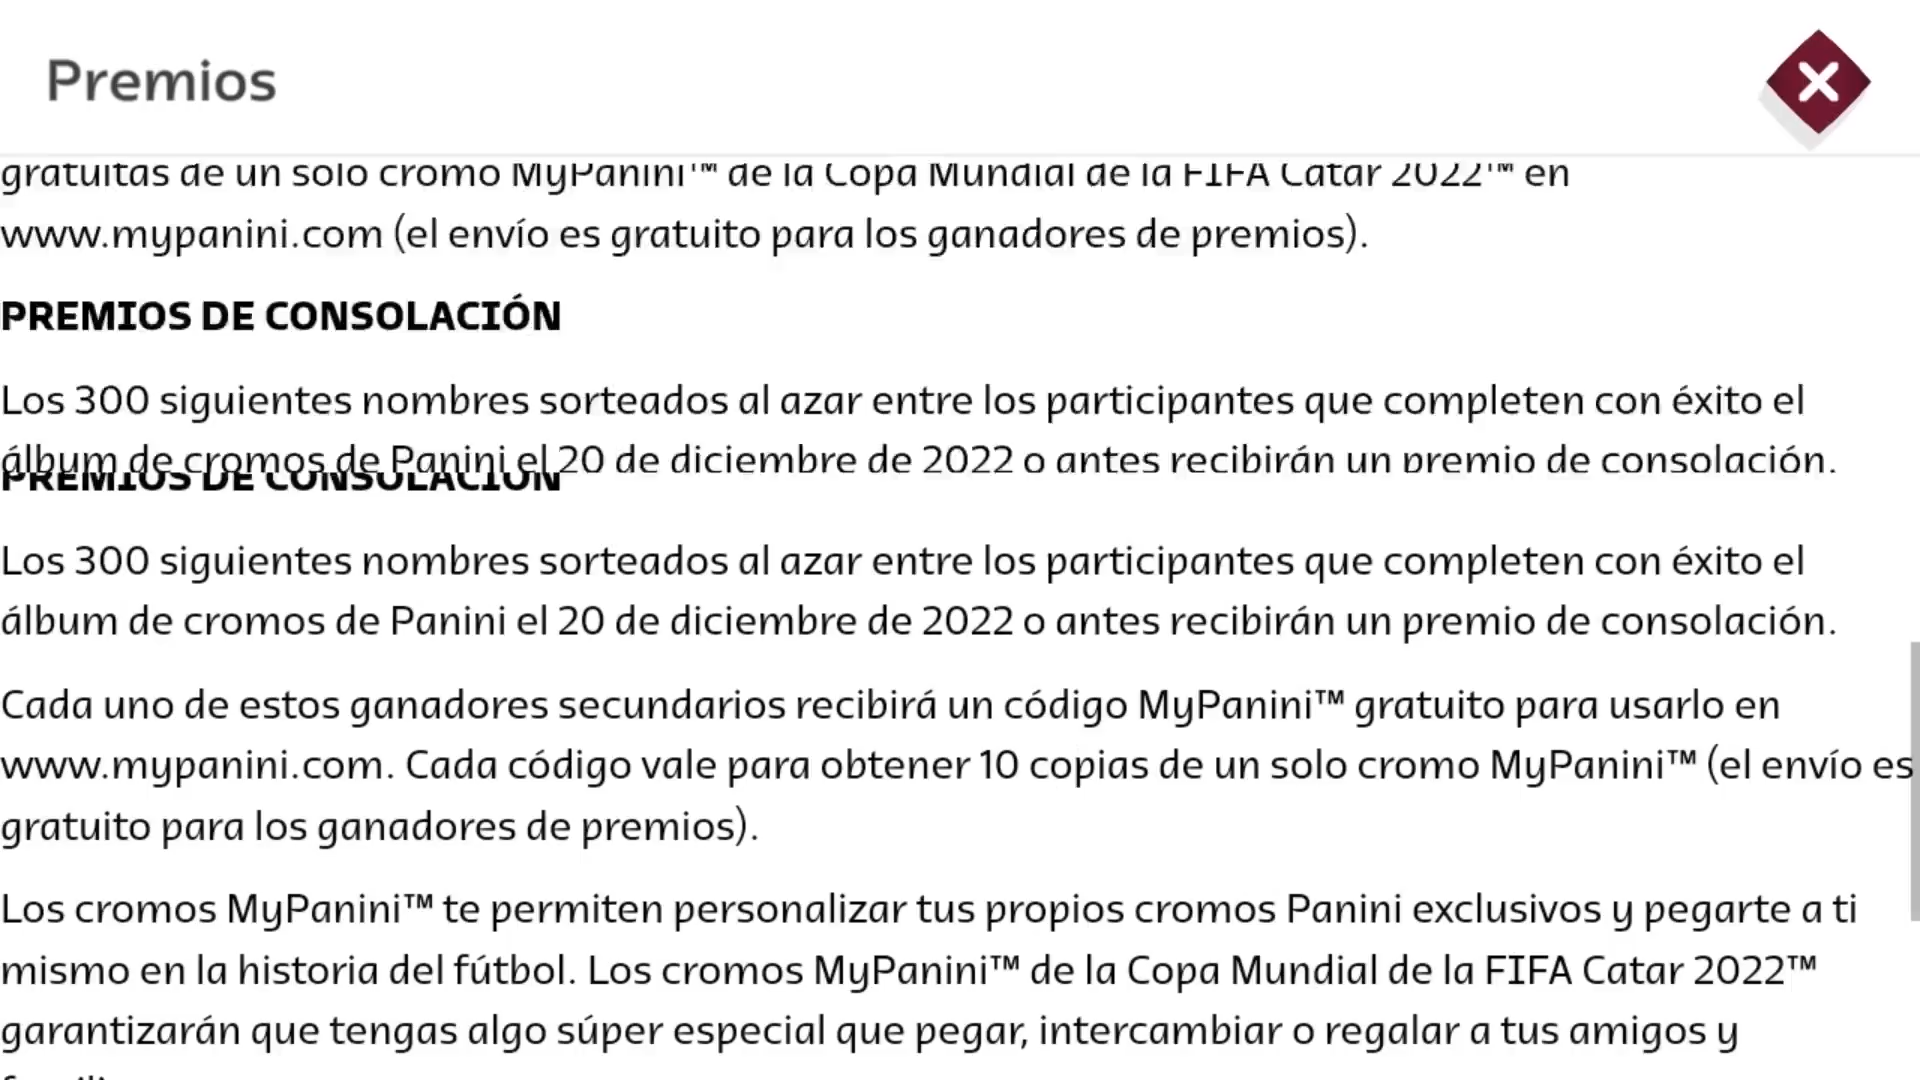 Premios
gratuitas de un solo cromo MyPanini™ de la Copa Mundial de la FIFA Catar 2022™ en
www.mypanini.com (el envío es gratuito para los ganadores de premios).
PREMIOS DE CONSOLACIÓN
Los 300 siguientes nombres sorteados al azar entre los participantes que completen con éxito el
álbum de cromos de Panini el 20 de diciembre de 2022 o antes recibirán un premio de consolación.
PREMIOS DE CONSOLACIÓN
Los 300 siguientes nombres sorteados al azar entre los participantes que completen con éxito el
álbum de cromos de Panini el 20 de diciembre de 2022 o antes recibirán un premio de consolación.
Cada uno de estos ganadores secundarios recibirá un código MyPanini™ gratuito para usarlo en
www.mypanini.com. Cada código vale para obtener 10 copias de un solo cromo MyPanini™ (el envío es
gratuito para los ganadores de premios).
Los cromos MyPanini™ te permiten personalizar tus propios cromos Panini exclusivos y pegarte a ti
mismo en la historia del fútbol. Los cromos MyPanini™ de la Copa Mundial de la FIFA Catar 2022™
garantizarán que tengas algo súper especial que pegar, intercambiar o regalar a tus amigos y